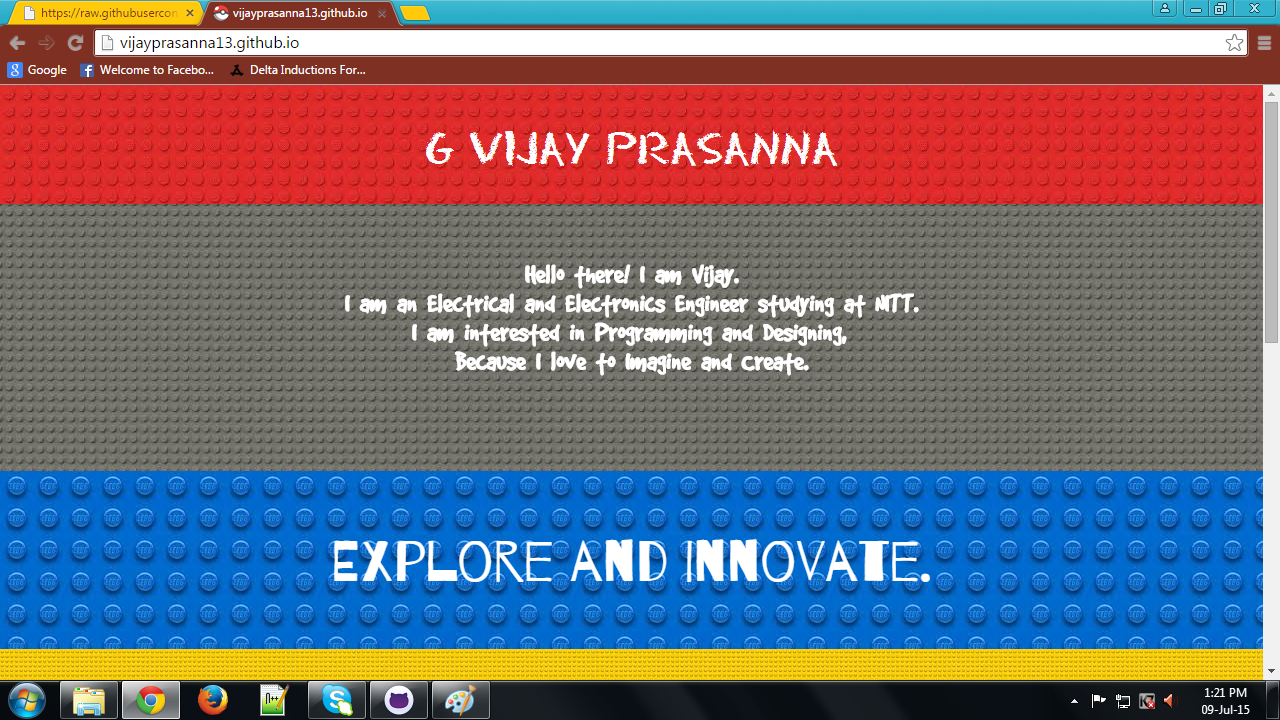 https://raw.githubusercon
vijayprasanna13.github.io
vijayprasanna13.github.io
Google
Welcome to Facebo...
Delta Inductions For...
G VIJAY PRASANNA
Hello there! I am Vijay.
I am an Electrical and Electronics Engineer studying at NITT.
I am interested in Programming and Designing,
Because I love to Imagine and Create.
EXPLORE AND INNOVATE.
1:21 PM
09-Jul-15